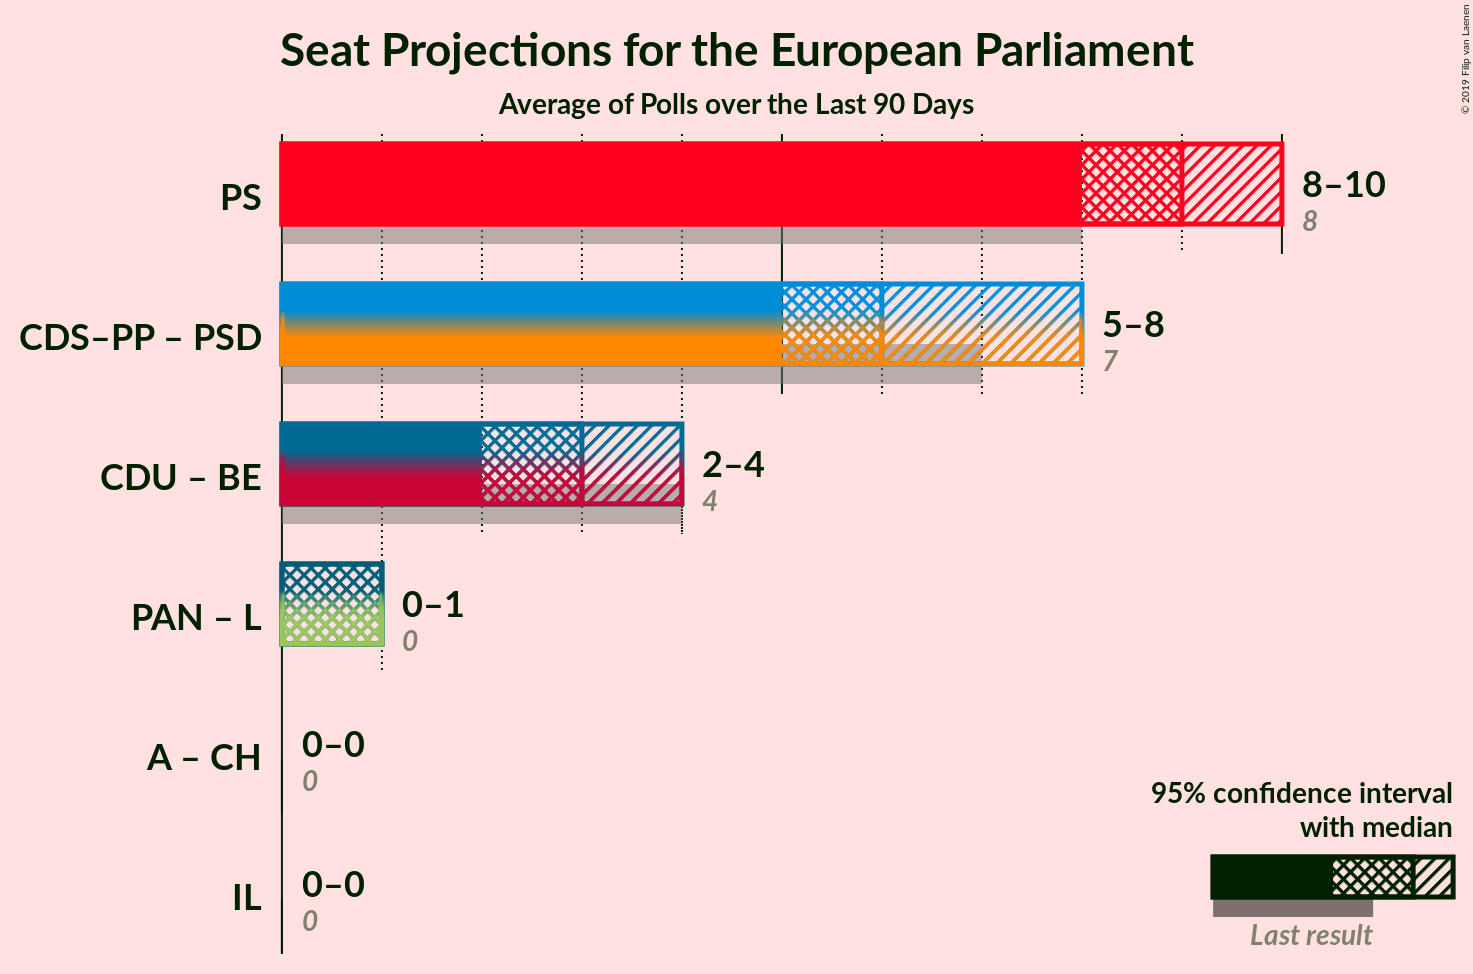 Seat Projections for the European Parliament
Average of Polls over the Last 90 Days
© 2019 Filip van Laenen
PS
8–10
8
CDS–PP – PSD
5–8
7
CDU – BE
2–4
4
PAN – L
0–1
0
A – CH
0–0
0
IL
0–0
0
95% confidence interval
with median
Last result